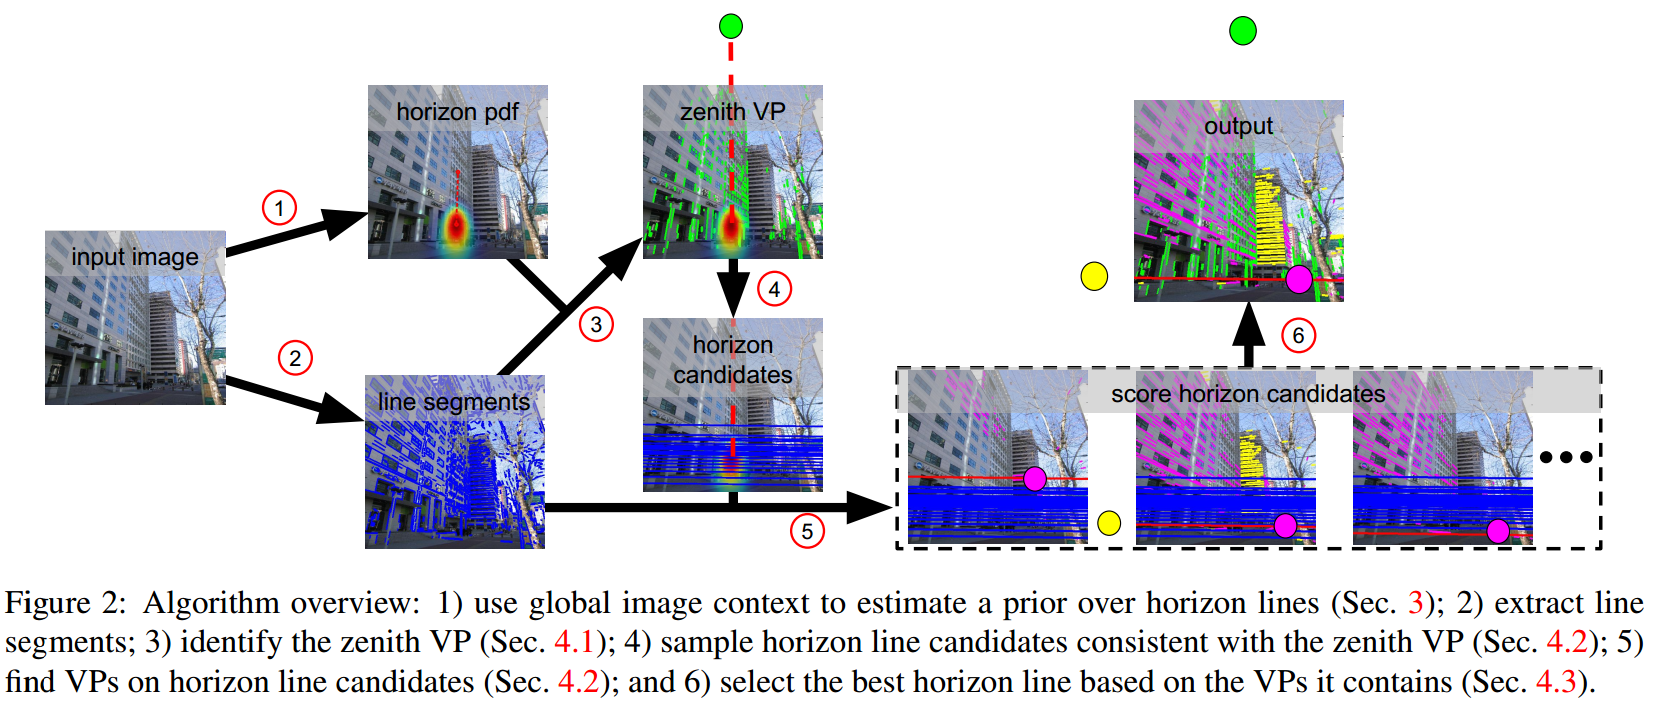 horizon pdf
zenith VP
output
1
input image
4
3
6
2
horizon
candidates
line segments
score horizon candidates
5
Figure 2: Algorithm overview: 1) use global image context to estimate a prior over horizon lines (Sec. 3); 2) extract line
segments; 3) identify the zenith VP (Sec. 4.1); 4) sample horizon line candidates consistent with the zenith VP (Sec. 4.2); 5)
find VPs on horizon line candidates (Sec. 4.2); and 6) select the best horizon line based on the VPs it contains (Sec. 4.3).